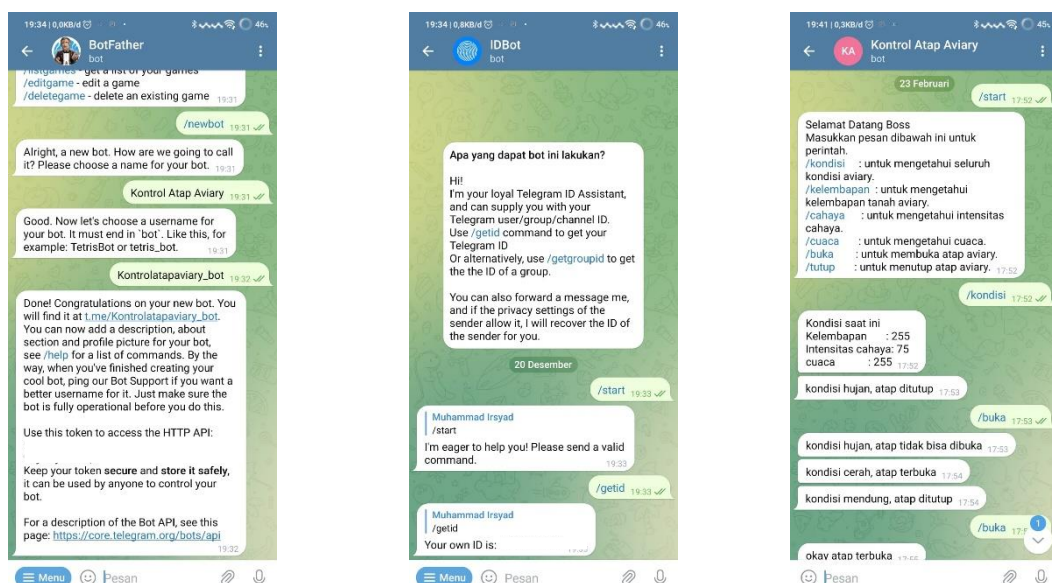 19:34 | 0,0KB/d
46%
BotFather
bot
/listgames - get a list of your games
/editgame - edit a game
/deletegame - delete an existing game 19:31
/newbot 19:31
Alright, a new bot. How are we going to call
it? Please choose a name for your bot. 19:31
Kontrol Atap Aviary 19:31
Good. Now let's choose a username for
your bot. It must end in `bot`. Like this, for
example: TetrisBot or tetris_bot. 19:31
Kontrolatapaviary_bot 19:32
Done! Congratulations on your new bot. You
will find it at t.me/Kontrolatapaviary_bot.
You can now add a description, about
section and profile picture for your bot,
see /help for a list of commands. By the
way, when you've finished creating your
cool bot, ping our Bot Support if you want a
better username for it. Just make sure the
bot is fully operational before you do this.
Use this token to access the HTTP API:
Keep your token secure and store it safely,
it can be used by anyone to control your
bot.
For a description of the Bot API, see this
page: https://core.telegram.org/bots/api
19:32
Menu
Pesan
19:34 | 0,8KB/d
46%
IDBot
bot
Apa yang dapat bot ini lakukan?
Hi!
I'm your loyal Telegram ID Assistant,
and can supply you with your
Telegram user/group/channel ID.
Use /getid command to get your
Telegram ID
Or alternatively, use /getgroupid to get
the the ID of a group.
You can also forward a message me,
and if the privacy settings of the
sender allow it, I will recover the ID of
the sender for you.
20 Desember
/start 19:33
Muhammad Irsyad
/start
I'm eager to help you! Please send a valid
command. 19:33
/getid 19:33
Muhammad Irsyad
/getid
Your own ID is:
Menu
Pesan
19:41 | 0,3KB/d
45%
KA
Kontrol Atap Aviary
bot
23 Februari
/start 17:52
Selamat Datang Boss
Masukkan pesan dibawah ini untuk
perintah.
/kondisi : untuk mengetahui seluruh
kondisi aviary.
/kelembapan : untuk mengetahui
kelembapan tanah aviary.
/cahaya : untuk mengetahui intensitas
cahaya.
/cuaca : untuk mengetahui cuaca.
/buka : untuk membuka atap aviary.
/tutup : untuk menutup atap aviary. 17:52
/kondisi 17:52
Kondisi saat ini
Kelembapan : 255
Intensitas cahaya: 75
cuaca : 255 17:52
kondisi hujan, atap ditutup 17:53
/buka 17:53
kondisi hujan, atap tidak bisa dibuka 17:53
kondisi cerah, atap terbuka 17:54
kondisi mendung, atap ditutup 17:54
/buka
1
okay atap terbuka 17:55
Pesan